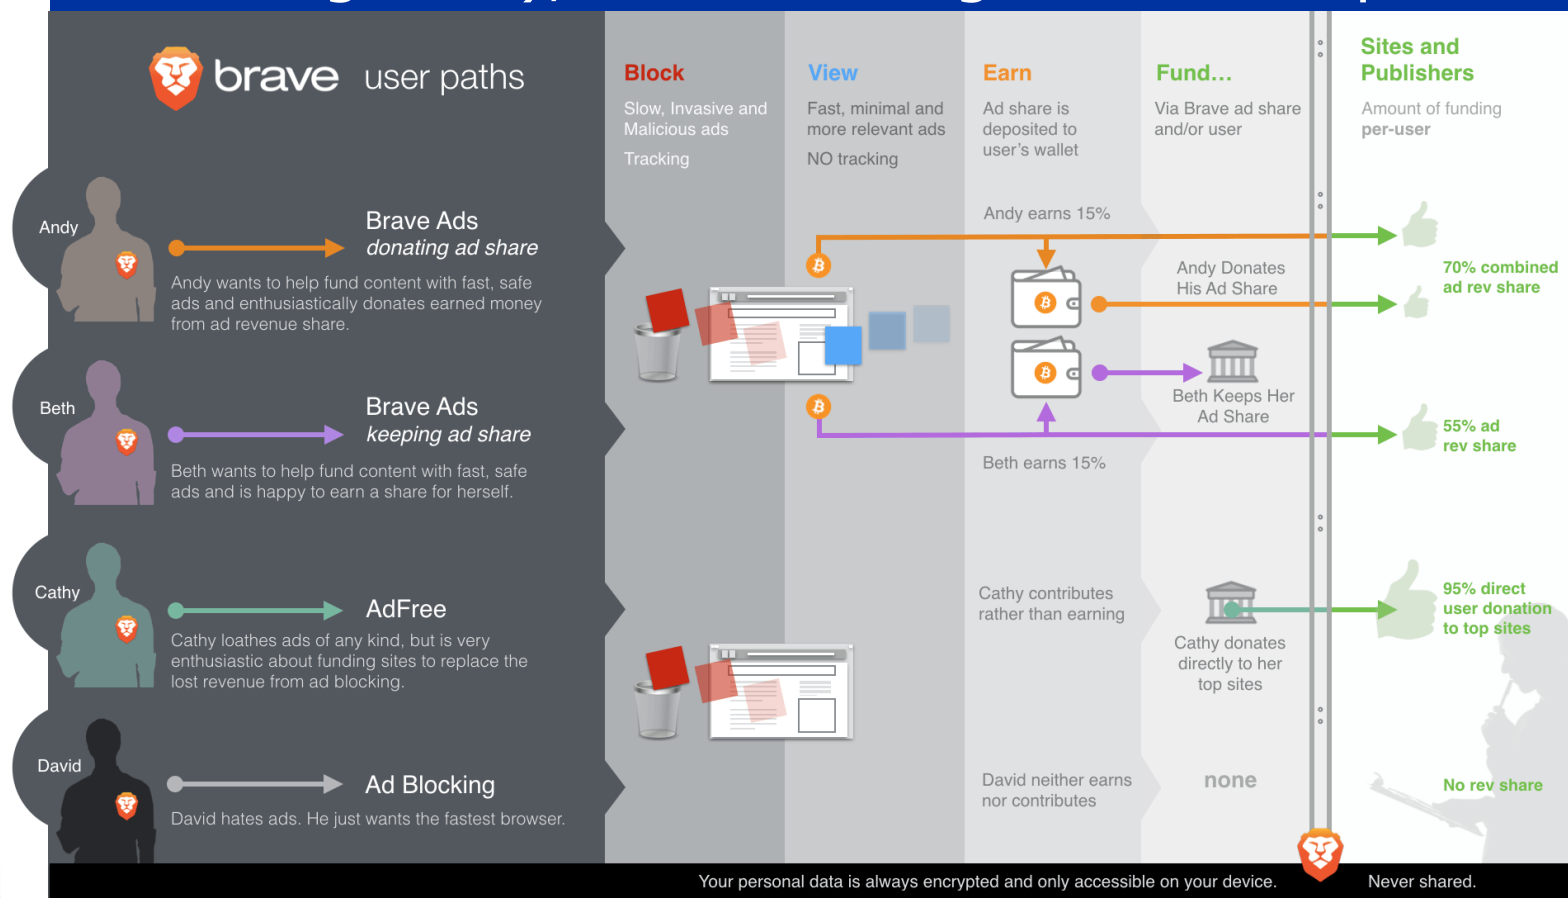 brave user paths
Block
Slow, Invasive and
Malicious ads
Tracking
View
Fast, minimal and
more relevant ads
NO tracking
Earn
Ad share is
deposited to
user's wallet
Fund...
Via Brave ad share
and/or user
Sites and
Publishers
Amount of funding
per-user
Andy
Brave Ads
donating ad share
Andy wants to help fund content with fast, safe
ads and enthusiastically donates earned money
from ad revenue share.
Andy earns 15%
Andy Donates
His Ad Share
70% combined
ad rev share
Beth
Brave Ads
keeping ad share
Beth wants to help fund content with fast, safe
ads and is happy to earn a share for herself.
Beth Keeps Her
Ad Share
Beth earns 15%
55% ad
rev share
Cathy
AdFree
Cathy loathes ads of any kind, but is very
enthusiastic about funding sites to replace the
lost revenue from ad blocking.
Cathy contributes
rather than earning
Cathy donates
directly to her
top sites
95% direct
user donation
to top sites
David
Ad Blocking
David hates ads. He just wants the fastest browser.
David neither earns
nor contributes
none
No rev share
Your personal data is always encrypted and only accessible on your device.
Never shared.